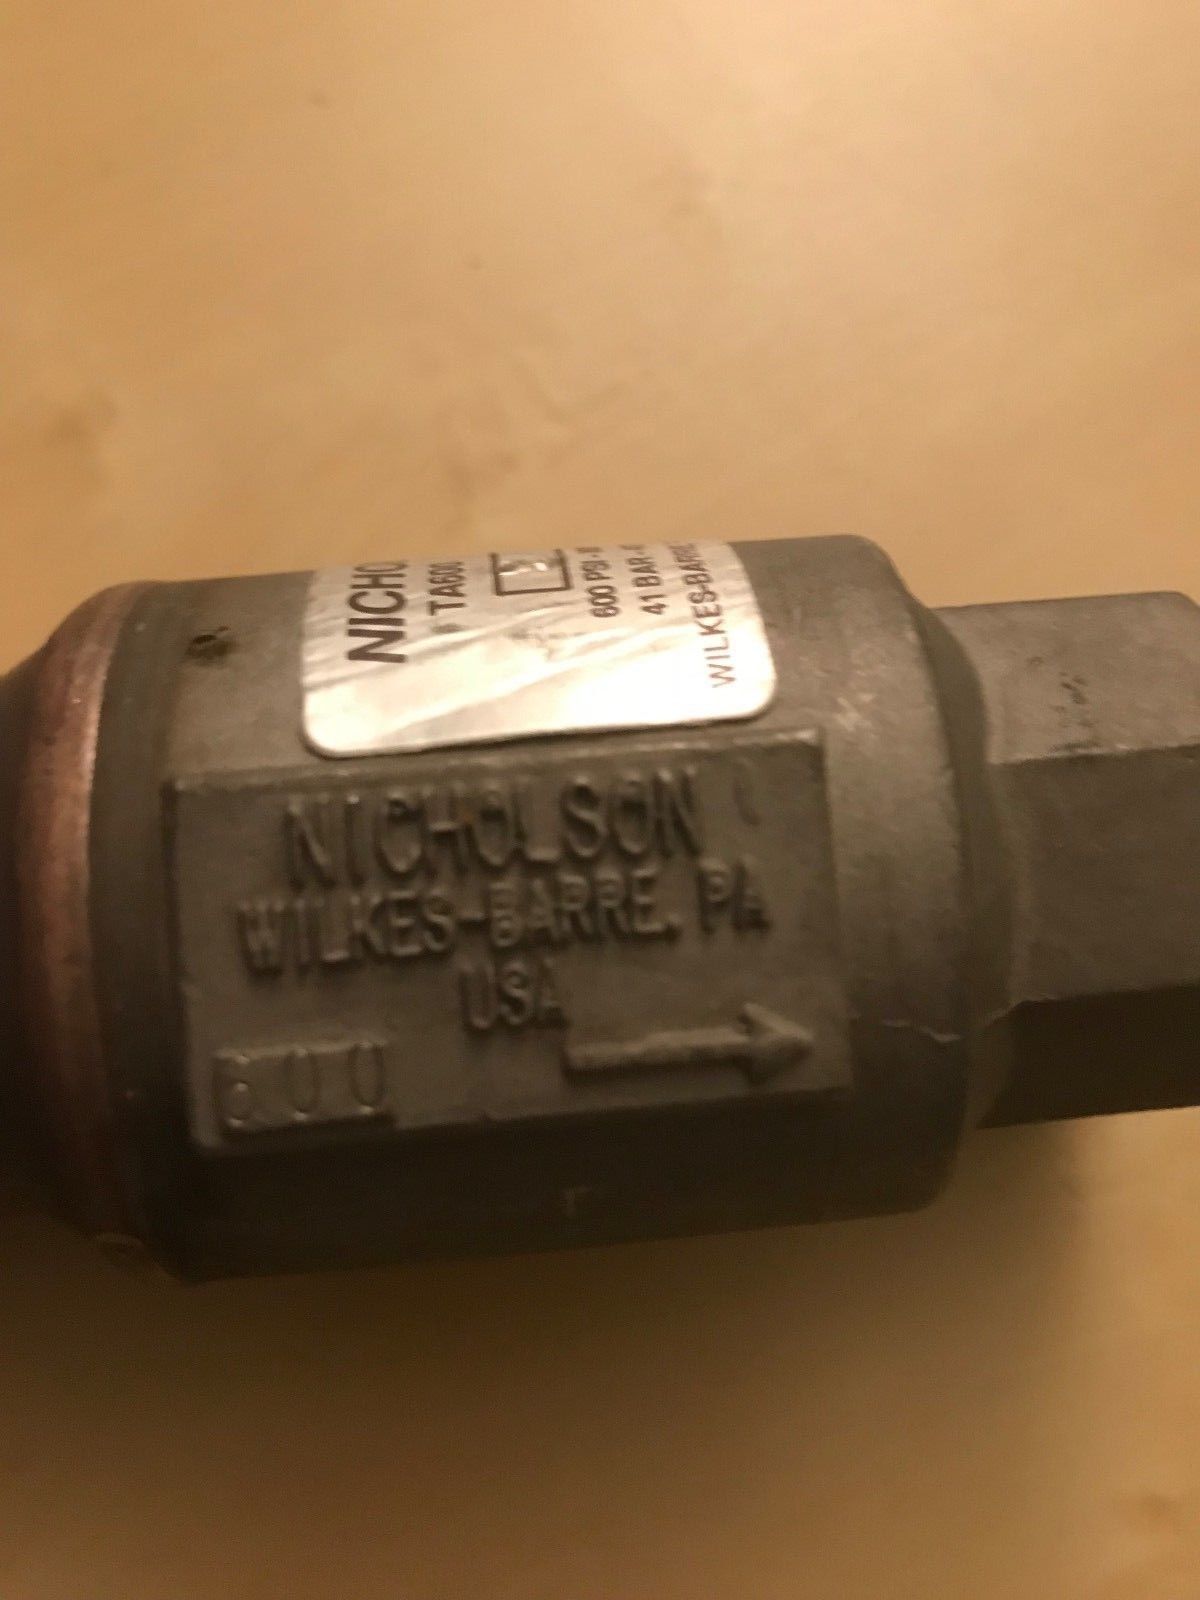 NICHO
TA600
600 PSI -
41 BAR -
WILKES-BARRE
NICHOLSON
WILKES-BARRE, PA
USA
600